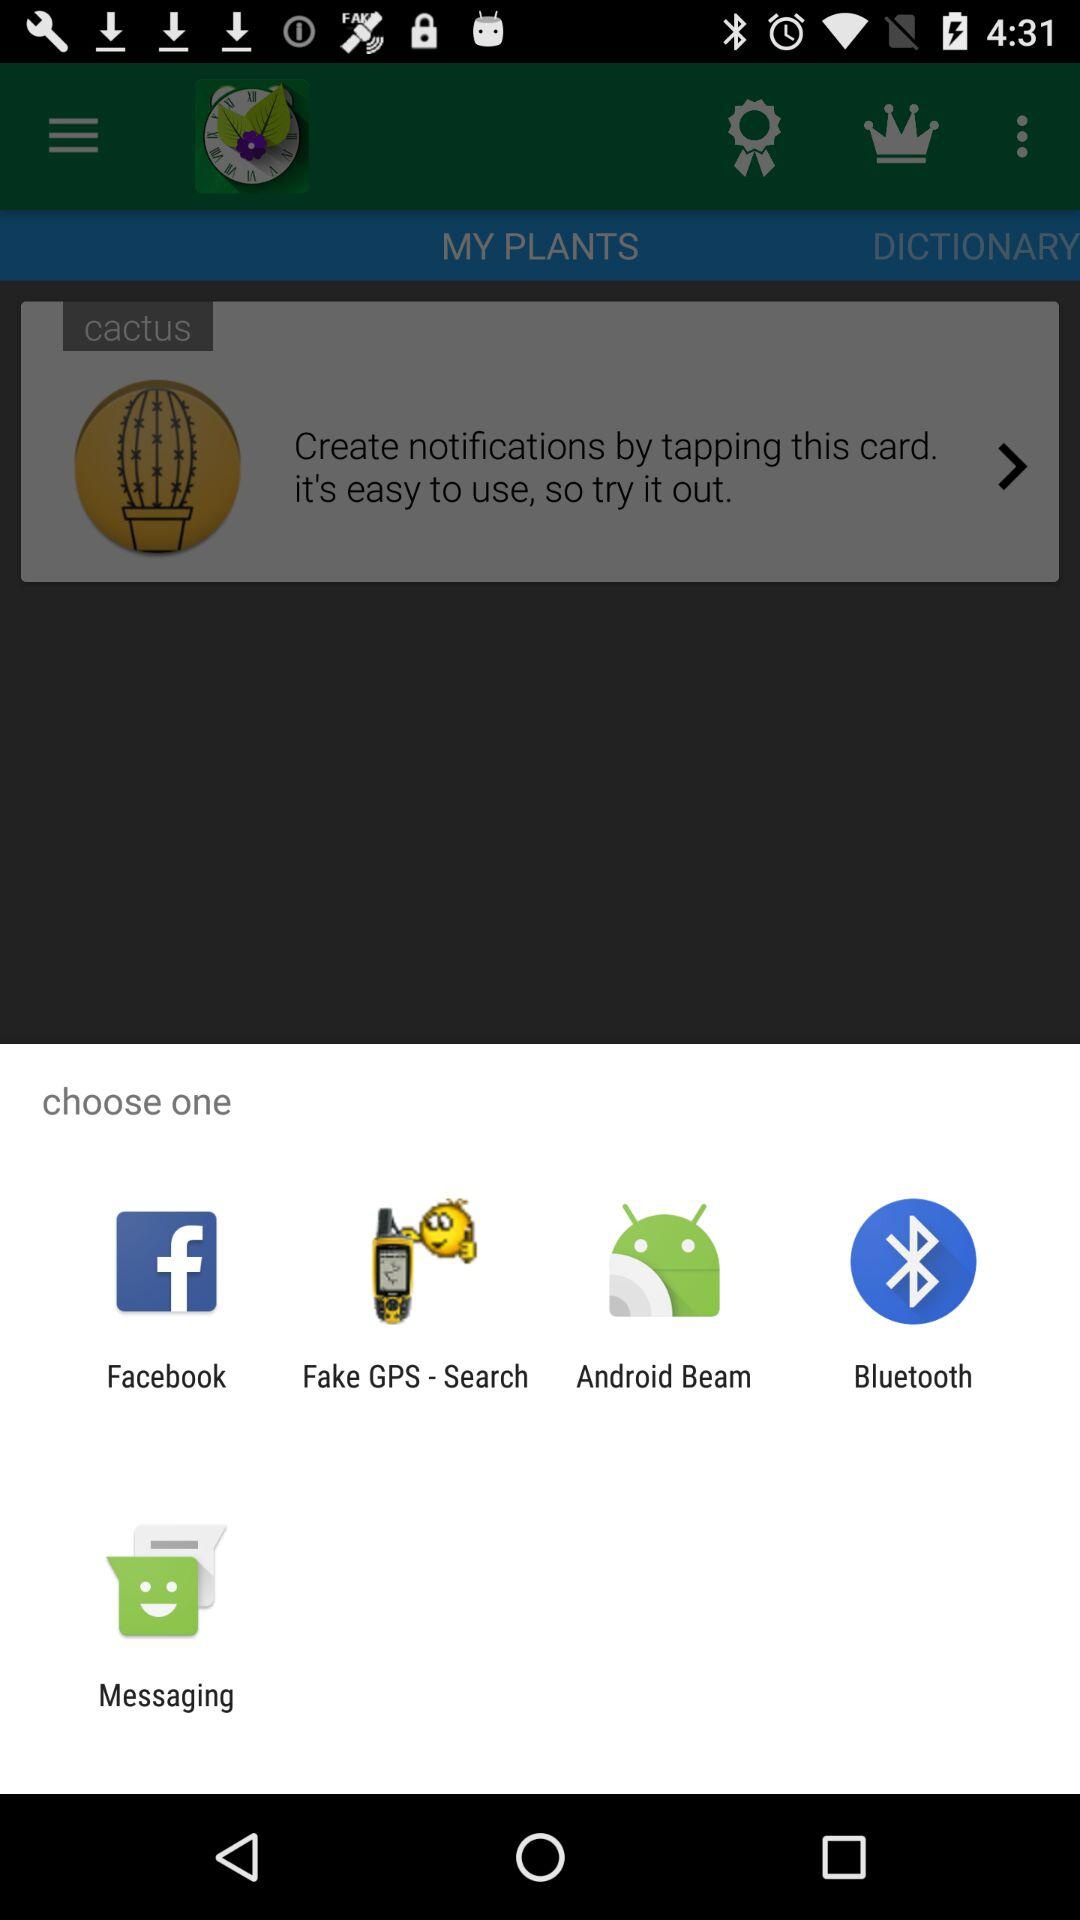 FAKE
4:31
MY PLANTS
DICTIONARY
cactus
Create notifications by tapping this card.
it's easy to use, so try it out.
choose one
Facebook
Fake GPS - Search
Android Beam
Bluetooth
Messaging